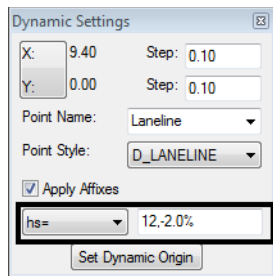 Dynamic Settings
X: 9.40 Step: 0.10
Y: 0.00 Step: 0.10
Point Name: Laneline
Point Style: D_LANELINE
Apply Affixes
hs= 12,-2.0%
Set Dynamic Origin